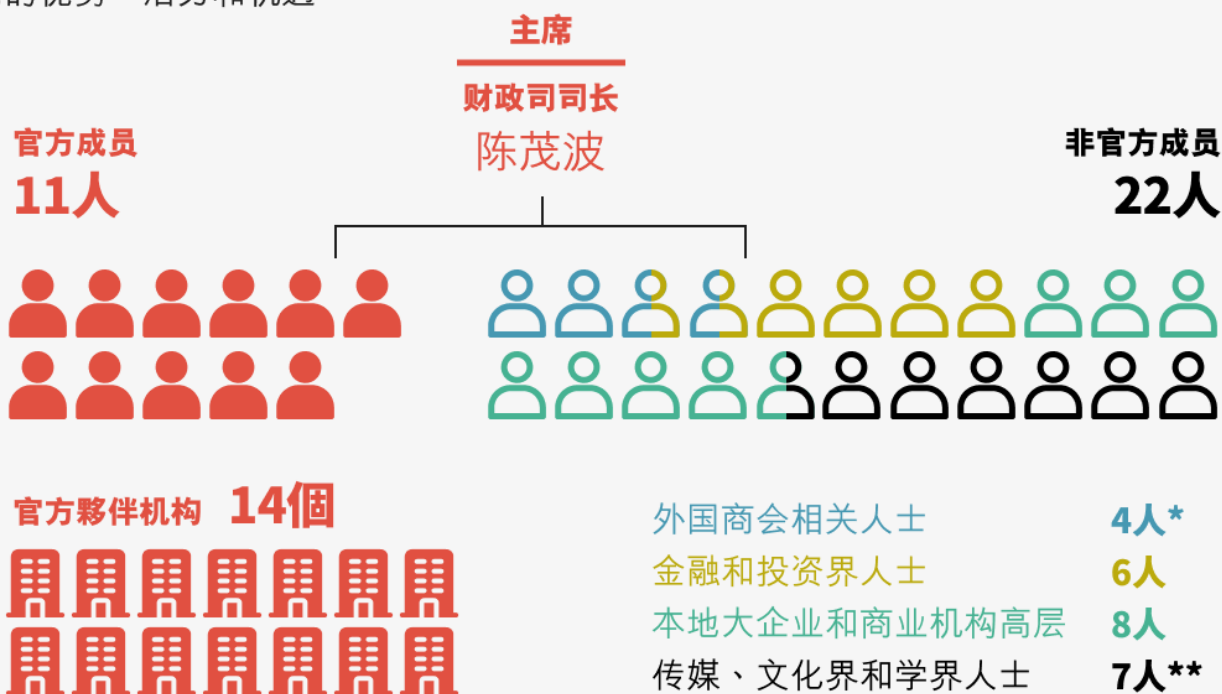 主席
财政司司长
陈茂波
官方成员
11人
非官方成员
22人
官方夥伴机构 14個
外国商会相关人士 4人*
金融和投资界人士 6人
本地大企业和商业机构高层 8人
传媒、文化界和学界人士 7人**